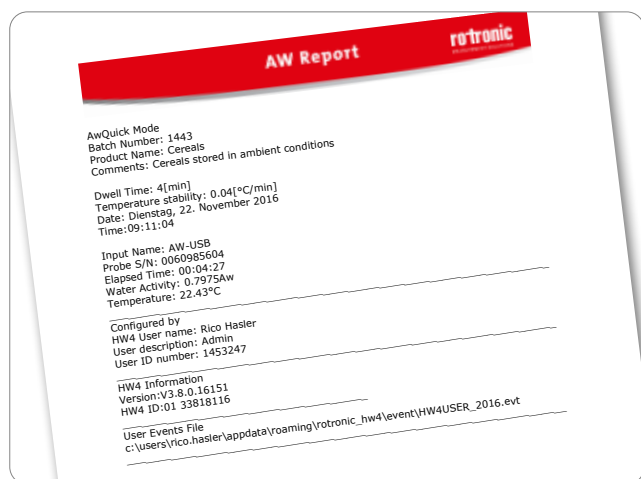 AW Report
rotronic
AwQuick Mode
Batch Number: 1443
Product Name: Cereals
Comments: Cereals stored in ambient conditions
Dwell Time: 4[min]
Temperature stability: 0.04[°C/min]
Date: Dienstag, 22. November 2016
Time:09:11:04
Input Name: AW-USB
Probe S/N: 0060985604
Elapsed Time: 00:04:27
Water Activity: 0.7975Aw
Temperature: 22.43°C
Configured by
HW4 User name: Rico Hasler
User description: Admin
User ID number: 1453247
HW4 Information
Version:V3.8.0.16151
HW4 ID:01 33818116
User Events File
c:\users\rico.hasler\appdata\roaming\rotronic_hw4\event\HW4USER_2016.evt